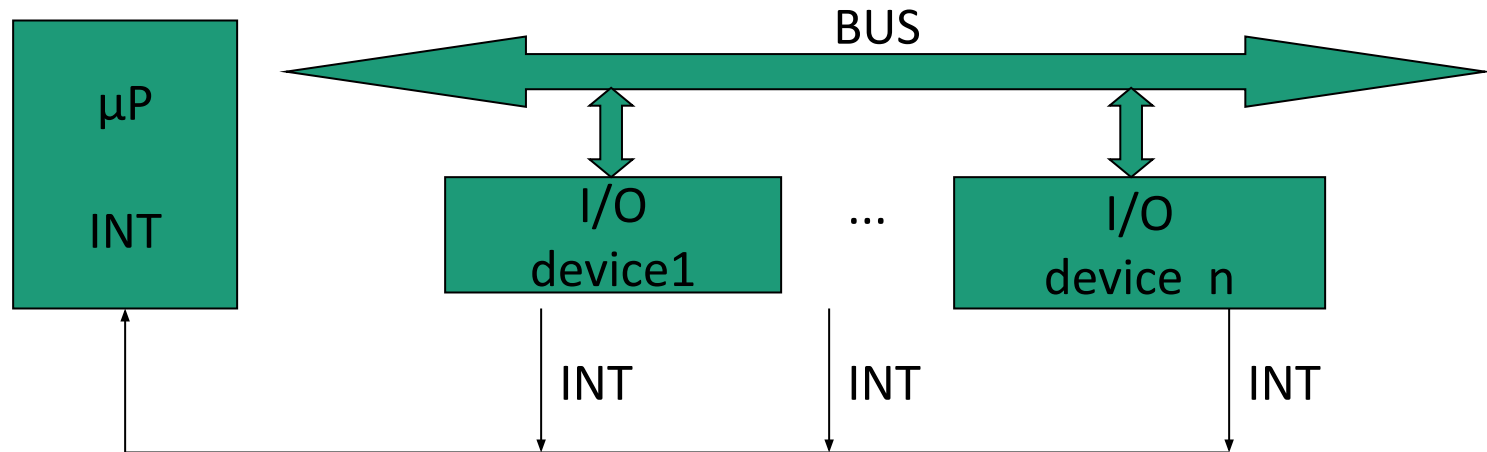 BUS
μP
INT
I/O
device1
...
I/O
device n
INT
INT
INT